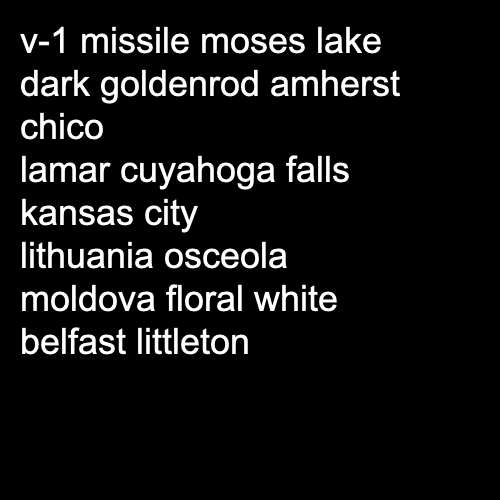 v-1 missile moses lake
dark goldenrod amherst
chico
lamar cuyahoga falls
kansas city
lithuania osceola
moldova floral white
belfast littleton